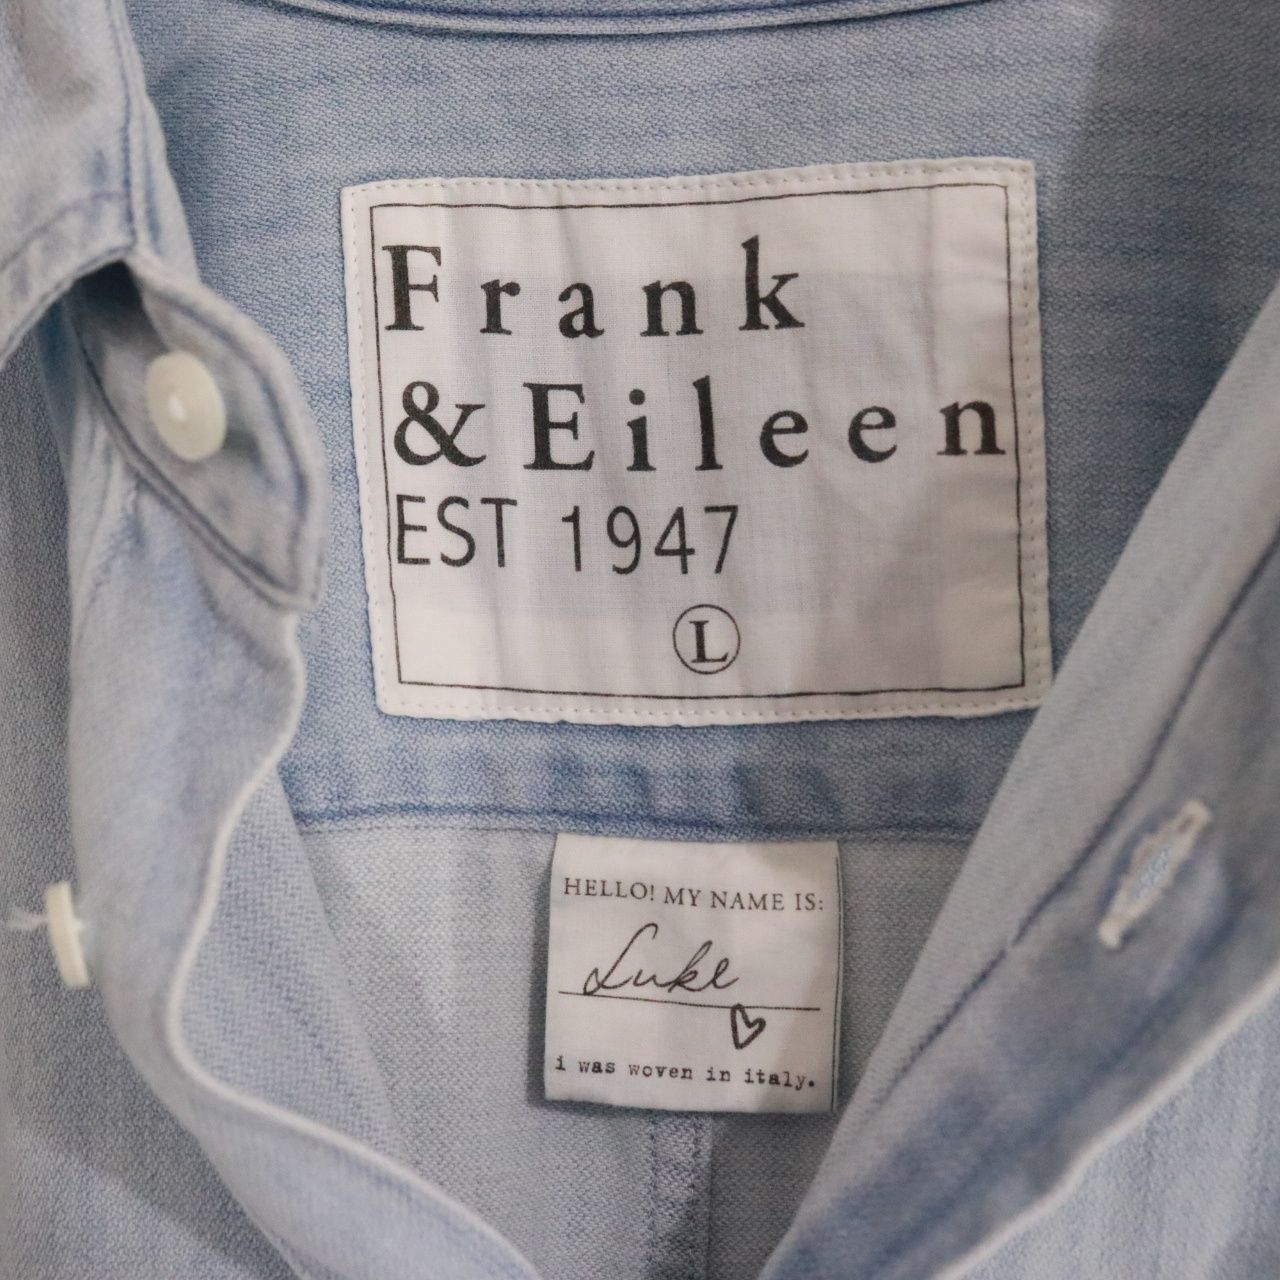 Frank
& Eileen
EST 1947
L
HELLO! MY NAME IS:
Luke
i was woven in italy.